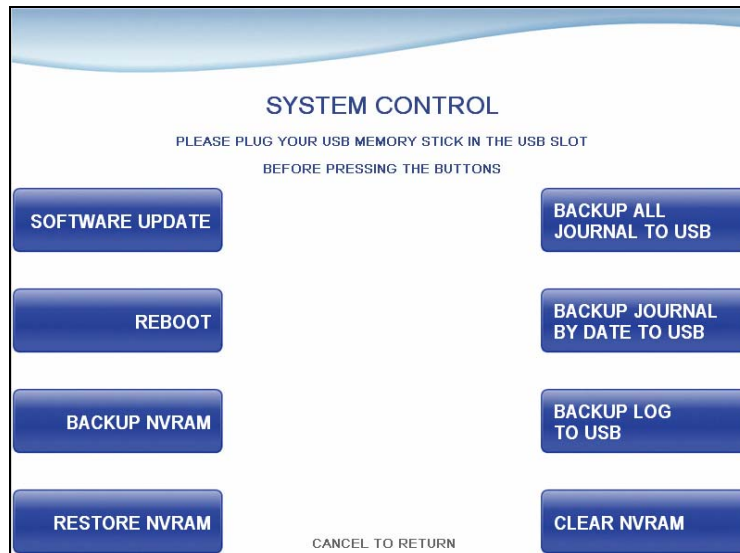 SYSTEM CONTROL
PLEASE PLUG YOUR USB MEMORY STICK IN THE USB SLOT
BEFORE PRESSING THE BUTTONS
SOFTWARE UPDATE
BACKUP ALL
JOURNAL TO USB
REBOOT
BACKUP JOURNAL
BY DATE TO USB
BACKUP NVRAM
BACKUP LOG
TO USB
RESTORE NVRAM
CLEAR NVRAM
CANCEL TO RETURN